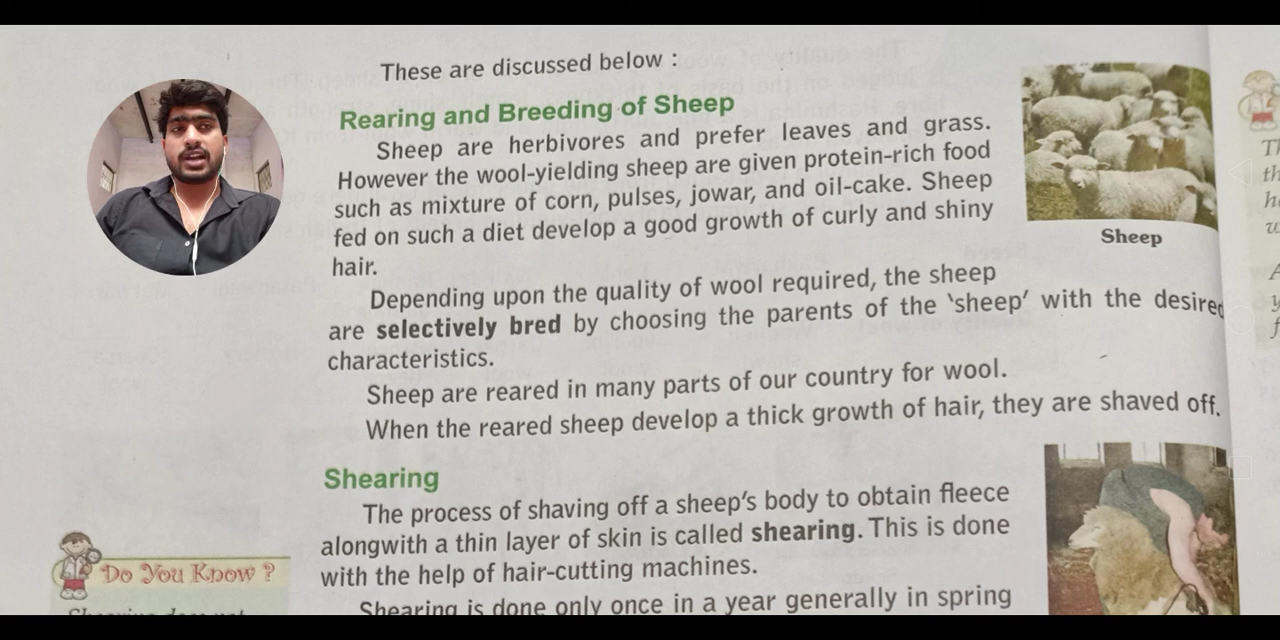 These are discussed below :
Rearing and Breeding of Sheep
Sheep are herbivores and prefer leaves and grass.
However the wool-yielding sheep are given protein-rich food
such as mixture of corn, pulses, jowar, and oil-cake. Sheep
fed on such a diet develop a good growth of curly and shiny
hair.
Sheep
Depending upon the quality of wool required, the sheep
are selectively bred by choosing the parents of the 'sheep' with the desired
characteristics.
Sheep are reared in many parts of our country for wool.
When the reared sheep develop a thick growth of hair, they are shaved off.
Shearing
The process of shaving off a sheep's body to obtain fleece
alongwith a thin layer of skin is called shearing. This is done
with the help of hair-cutting machines.
Shearing is done only once in a year generally in spring
Do You Know ?